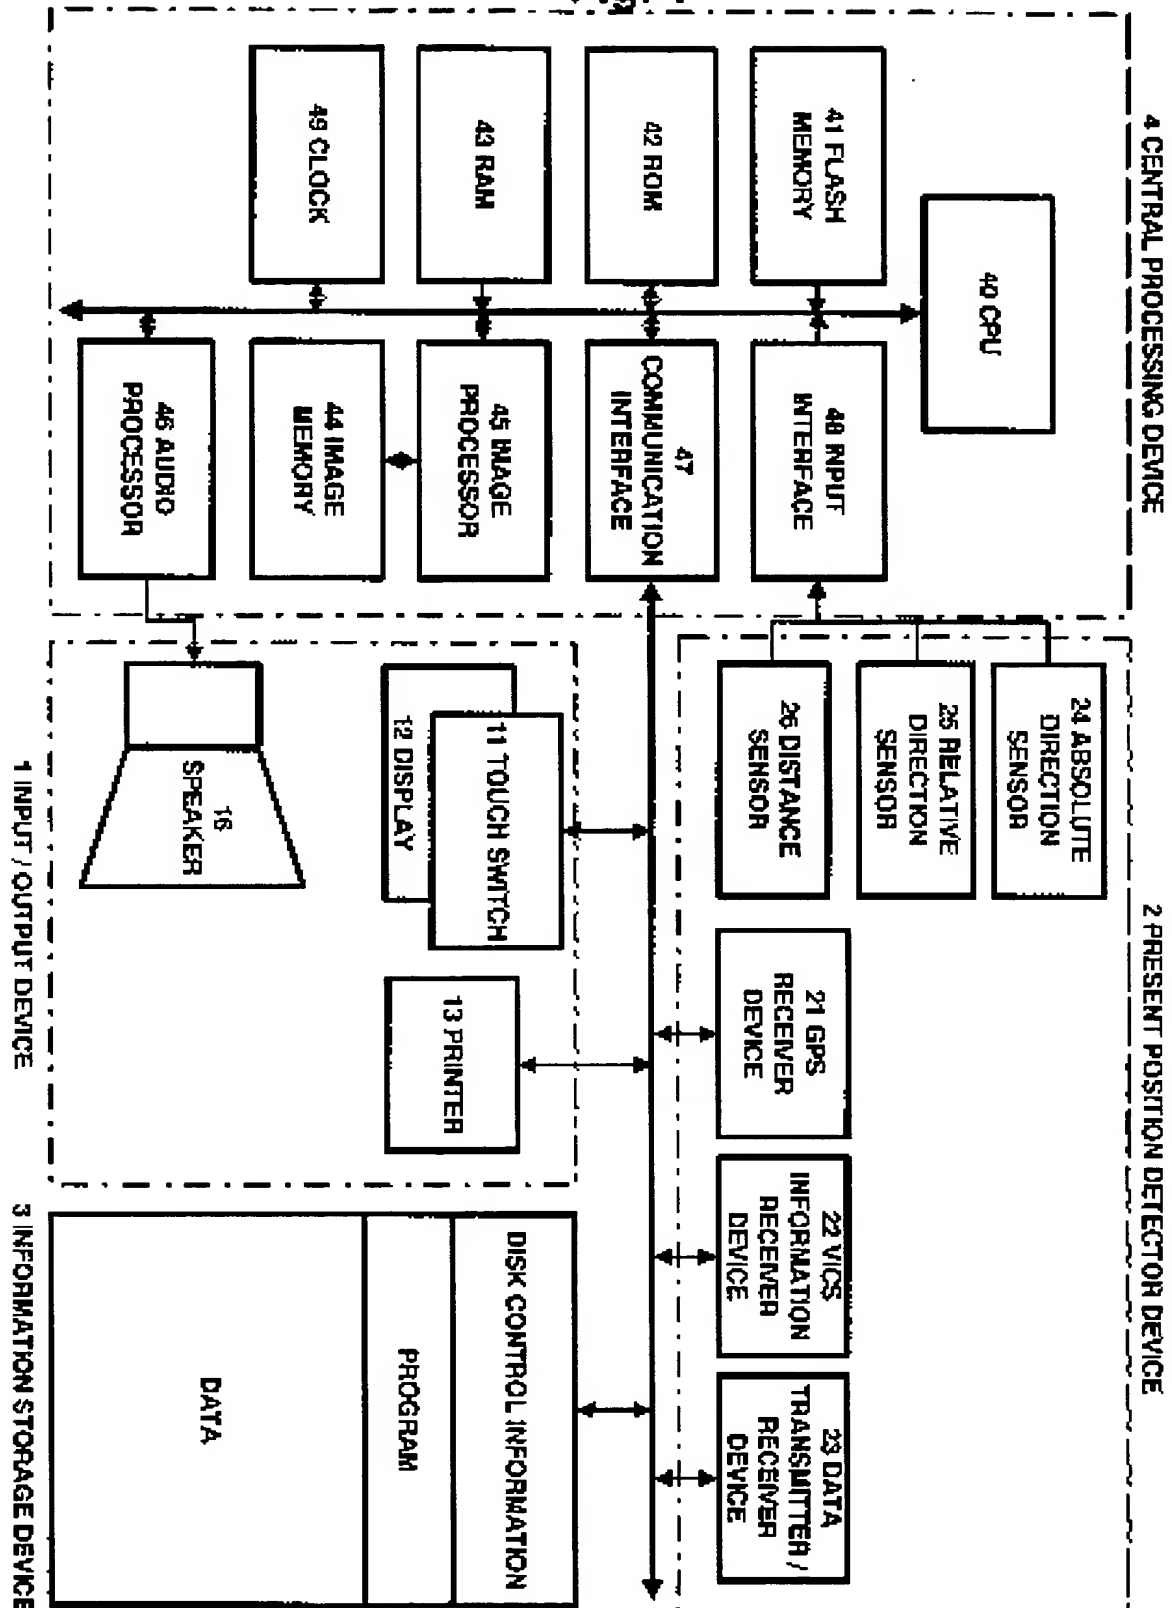 4 CENTRAL PROCESSING DEVICE
40 CPU
41 FLASH
MEMORY
48 INPUT
INTERFACE
42 ROM
47
COMMUNICATION
INTERFACE
43 RAM
45 IMAGE
PROCESSOR
49 CLOCK
44 IMAGE
MEMORY
46 AUDIO
PROCESSOR
2 PRESENT POSITION DETECTOR DEVICE
24 ABSOLUTE
DIRECTION
SENSOR
25 RELATIVE
DIRECTION
SENSOR
26 DISTANCE
SENSOR
21 GPS
RECEIVER
DEVICE
22 VICS
INFORMATION
RECEIVER
DEVICE
23 DATA
TRANSMITTER /
RECEIVER
DEVICE
11 TOUCH SWITCH
12 DISPLAY
13 PRINTER
16
SPEAKER
1 INPUT / OUTPUT DEVICE
DISK CONTROL INFORMATION
PROGRAM
DATA
3 INFORMATION STORAGE DEVICE